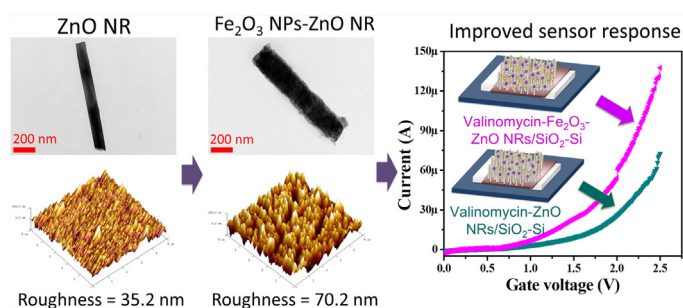 ZnO NR
Fe₂O₃ NPs-ZnO NR
Improved sensor response
200 nm
200 nm
Roughness = 35.2 nm
Roughness = 70.2 nm
150µ
120µ
90µ
60µ
30µ
0.0
Current (A)
Valinomycin-Fe₂O₃-
ZnO NRs/SiO₂-Si
Valinomycin-ZnO
NRs/SiO₂-Si
0.0 0.5 1.0 1.5 2.0 2.5
Gate voltage (V)